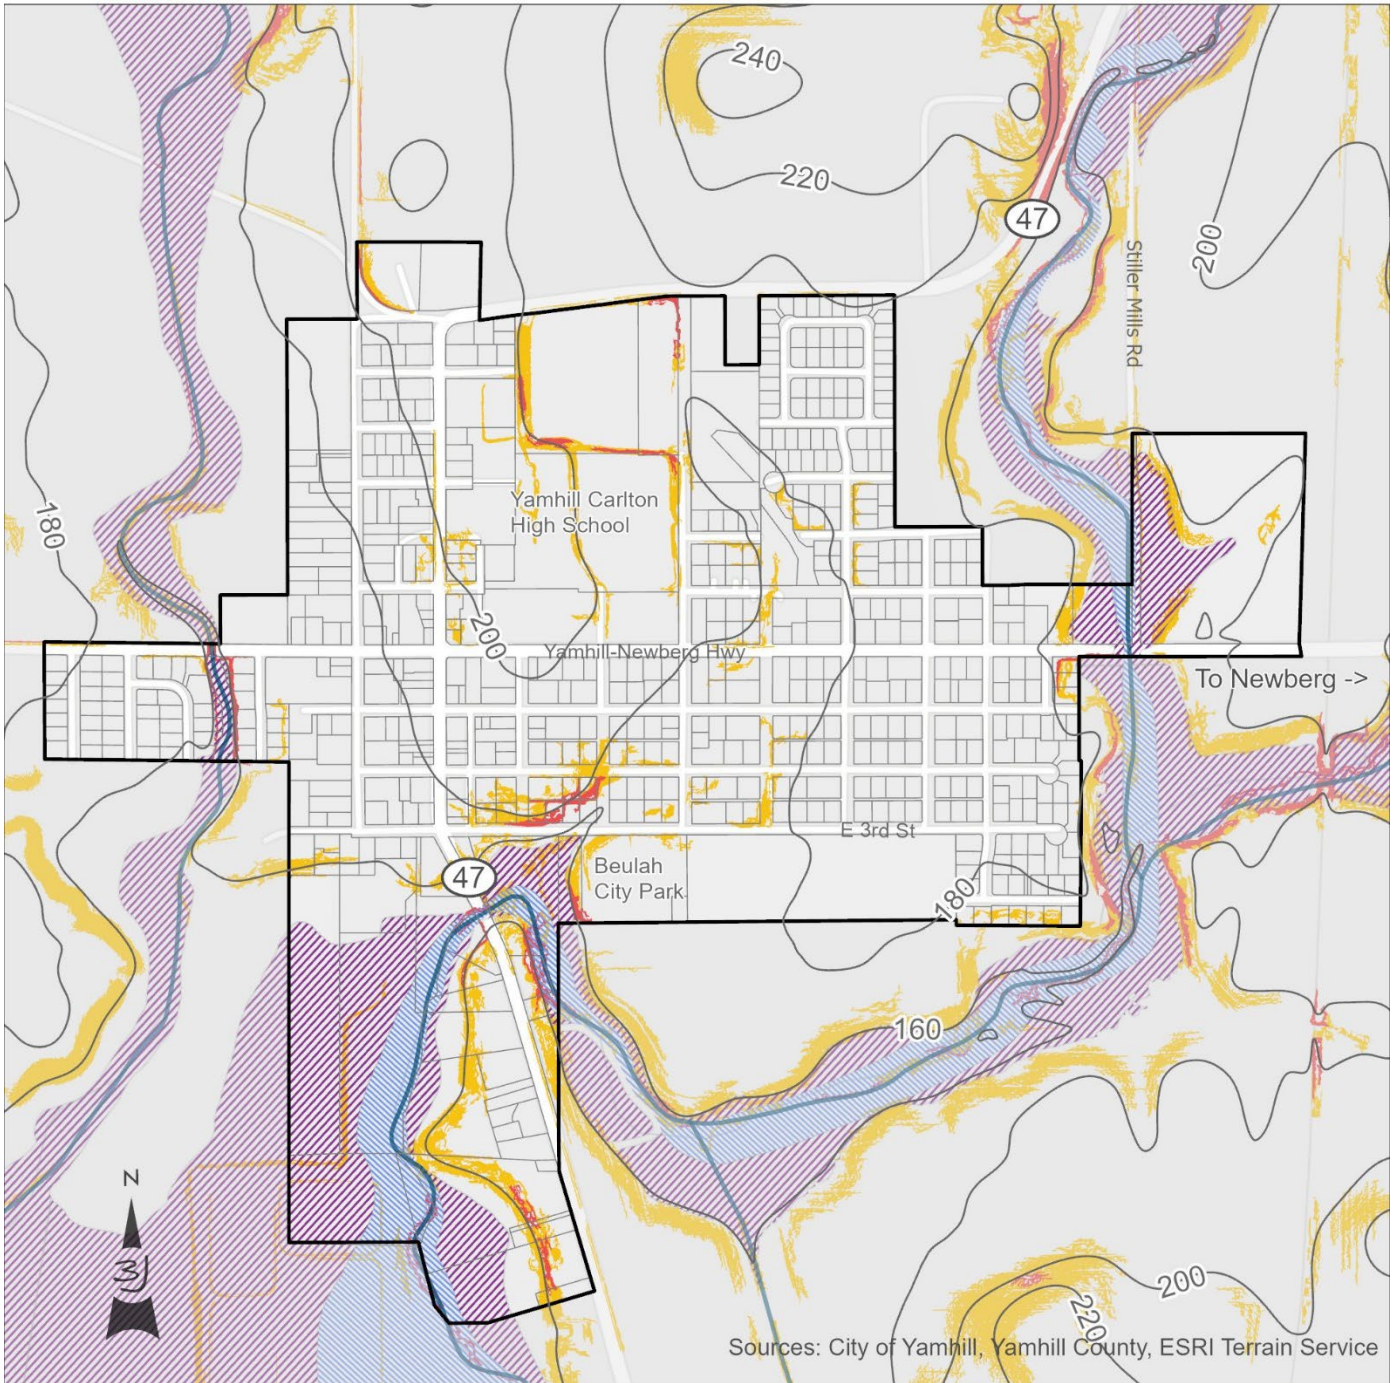 240
220
47
200
Stiller Mills Rd
Yamhill Carlton
High School
180
200
Yamhill-Newberg Hwy
To Newberg ->
E 3rd St
Beulah
City Park
47
180
160
N
3J
200
220
Sources: City of Yamhill, Yamhill County, ESRI Terrain Service